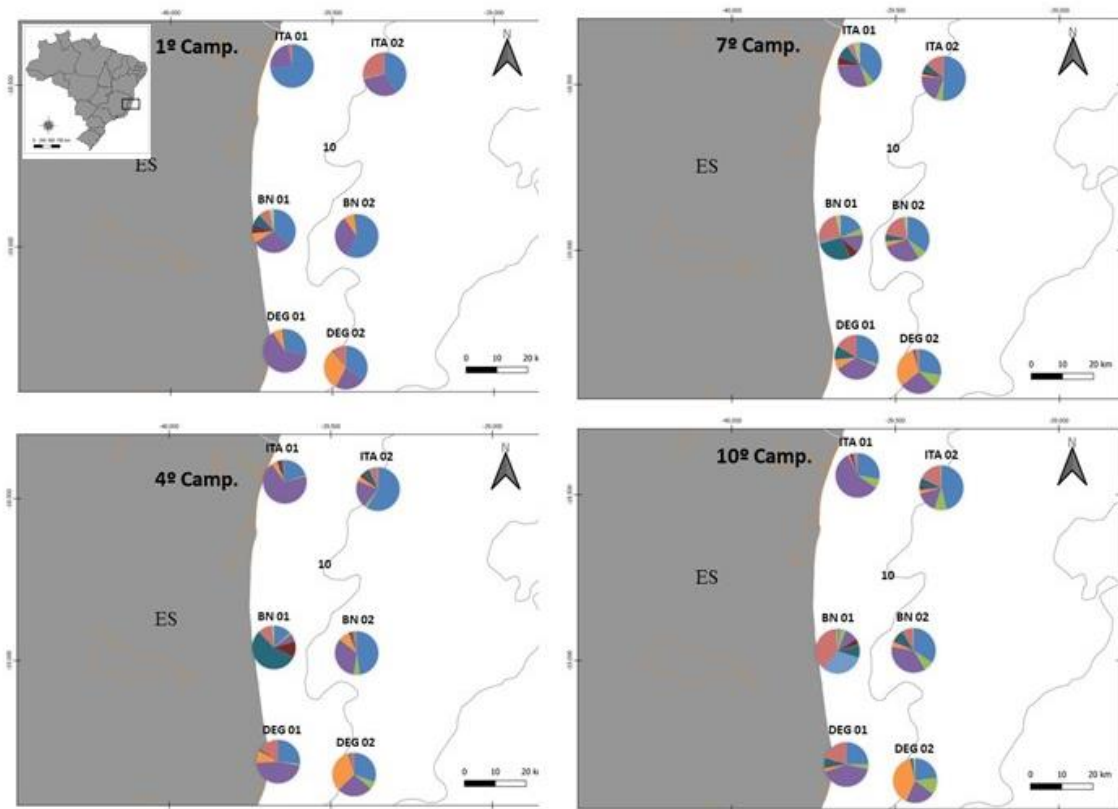 1º Camp.
ITA 01
ITA 02
N
ES
10
BN 01
BN 02
DEG 01
DEG 02
0 10 20 km
7º Camp.
ITA 01
ITA 02
N
ES
10
BN 01
BN 02
DEG 01
DEG 02
0 10 20 km
4º Camp.
ITA 01
ITA 02
N
10
ES
BN 01
BN 02
DEG 01
DEG 02
0 10 20 k
10º Camp.
ITA 01
ITA 02
N
ES
10
BN 01
BN 02
DEG 01
DEG 02
0 10 20 km